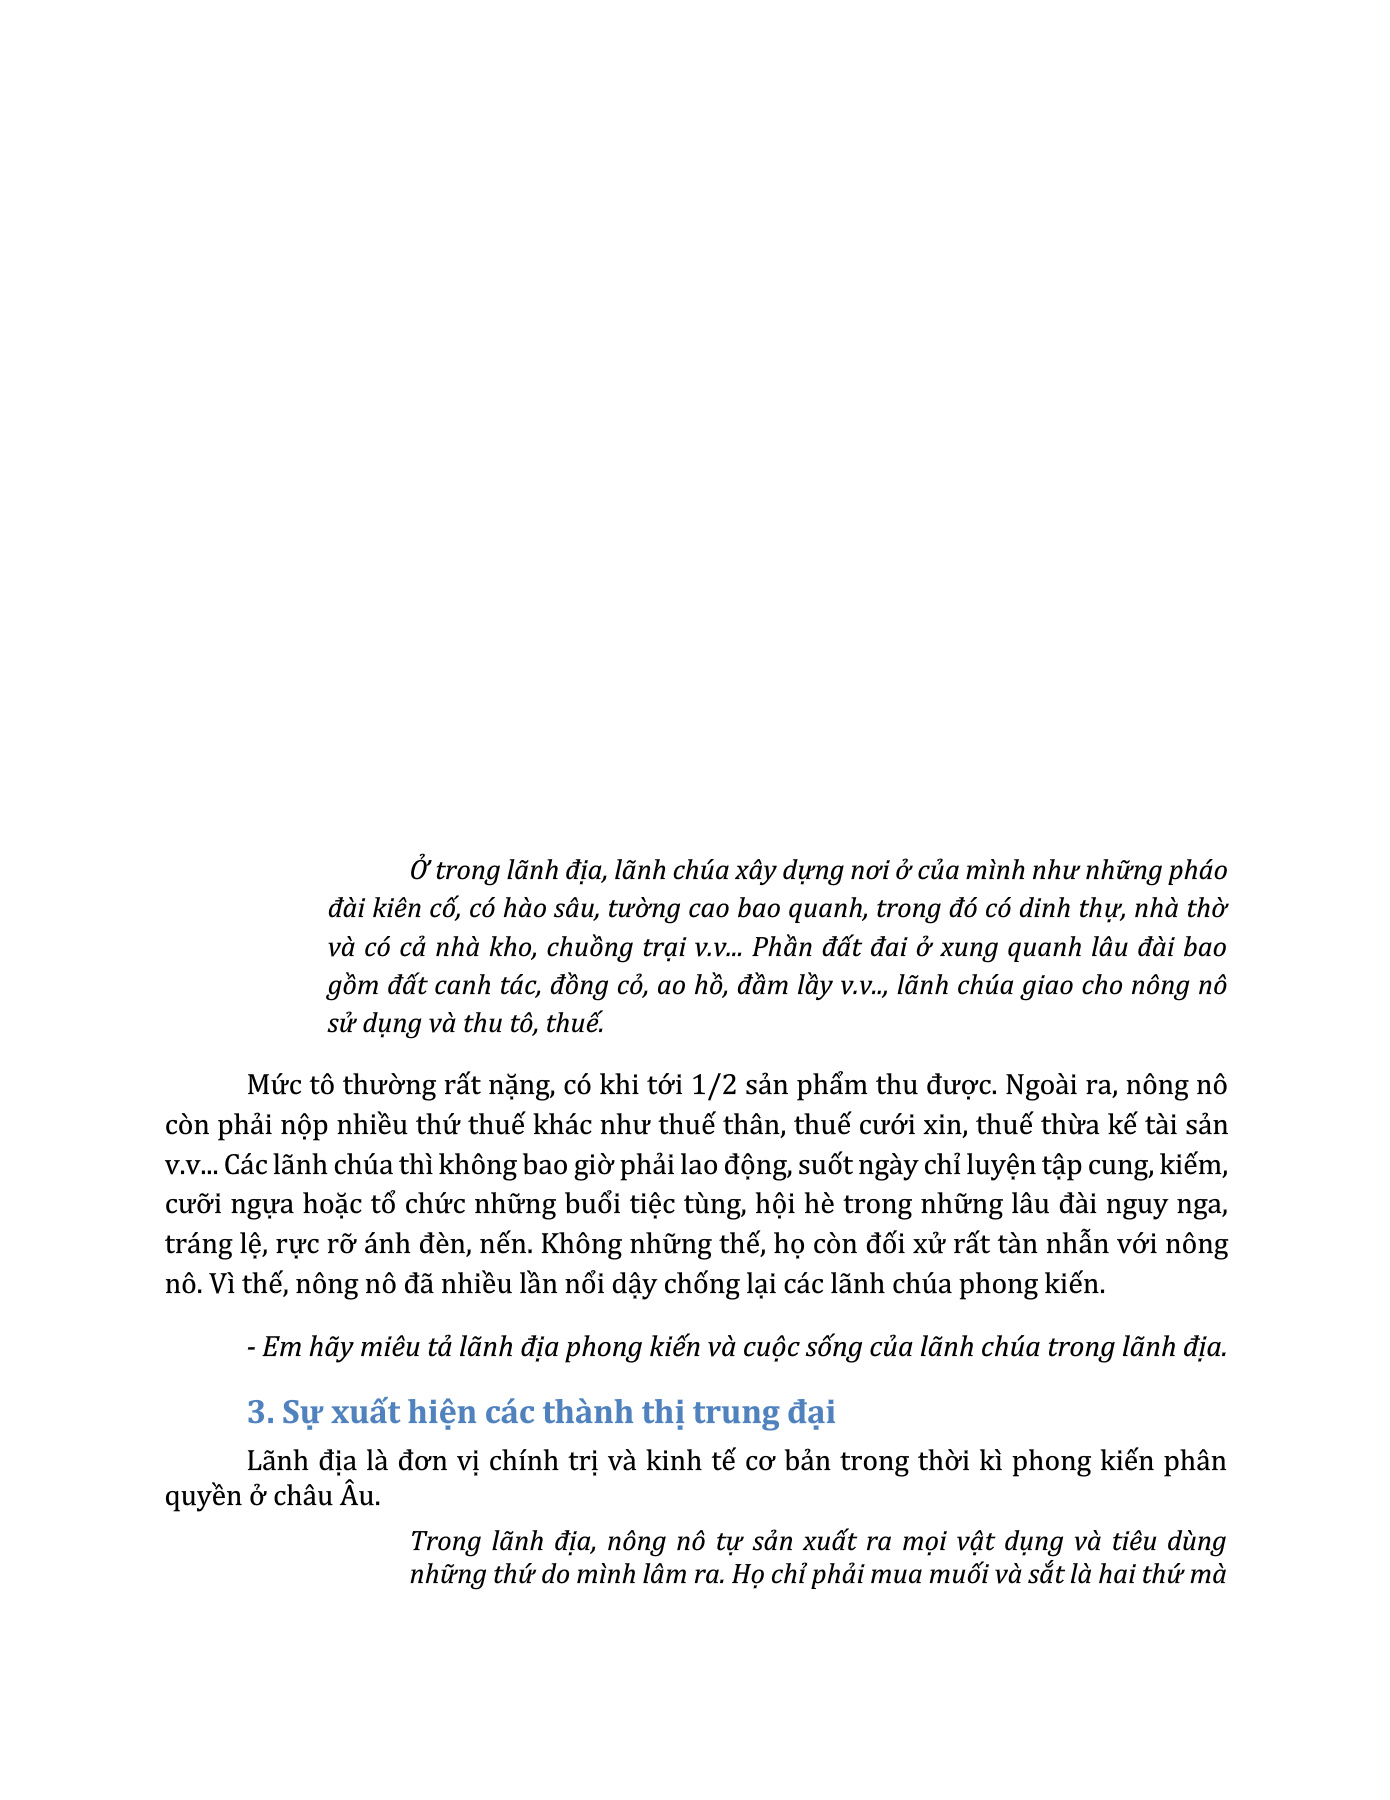 Ở trong lãnh địa, lãnh chúa xây dựng nơi ở của mình như những pháo
đài kiên cố, có hào sâu, tường cao bao quanh, trong đó có dinh thự, nhà thờ
và có cả nhà kho, chuồng trại v.v... Phần đất đai ở xung quanh lâu đài bao
gồm đất canh tác, đồng cỏ, ao hồ, đầm lầy v.v.., lãnh chúa giao cho nông nô
sử dụng và thu tô, thuế.
Mức tô thường rất nặng, có khi tới 1/2 sản phẩm thu được. Ngoài ra, nông nô
còn phải nộp nhiều thứ thuế khác như thuế thân, thuế cưới xin, thuế thừa kế tài sản
v.v... Các lãnh chúa thì không bao giờ phải lao động, suốt ngày chỉ luyện tập cung, kiếm,
cưỡi ngựa hoặc tổ chức những buổi tiệc tùng, hội hè trong những lâu đài nguy nga,
tráng lệ, rực rỡ ánh đèn, nến. Không những thế, họ còn đối xử rất tàn nhẫn với nông
nô. Vì thế, nông nô đã nhiều lần nổi dậy chống lại các lãnh chúa phong kiến.
- Em hãy miêu tả lãnh địa phong kiến và cuộc sống của lãnh chúa trong lãnh địa.
3. Sự xuất hiện các thành thị trung đại
Lãnh địa là đơn vị chính trị và kinh tế cơ bản trong thời kì phong kiến phân
quyền ở châu Âu.
Trong lãnh địa, nông nô tự sản xuất ra mọi vật dụng và tiêu dùng
những thứ do mình lâm ra. Họ chỉ phải mua muối và sắt là hai thứ mà